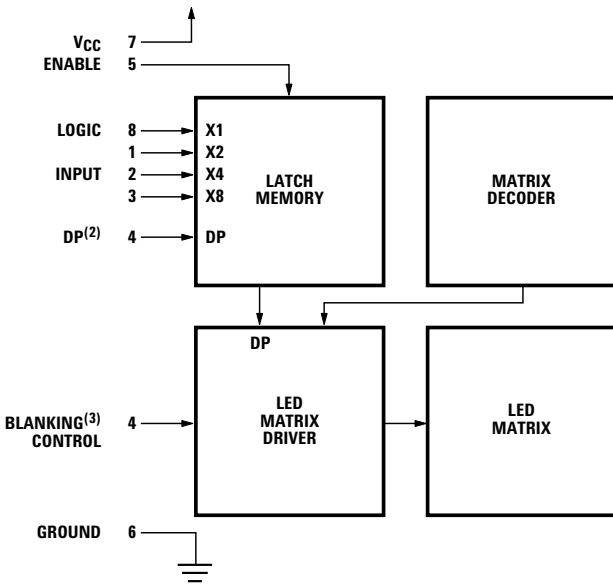 VCC 7
ENABLE 5
LOGIC 8 X1
1 X2
INPUT 2 X4
3 X8
DP(2) 4 DP
LATCH
MEMORY
MATRIX
DECODER
DP
BLANKING(3) 4
CONTROL
LED
MATRIX
DRIVER
LED
MATRIX
GROUND 6